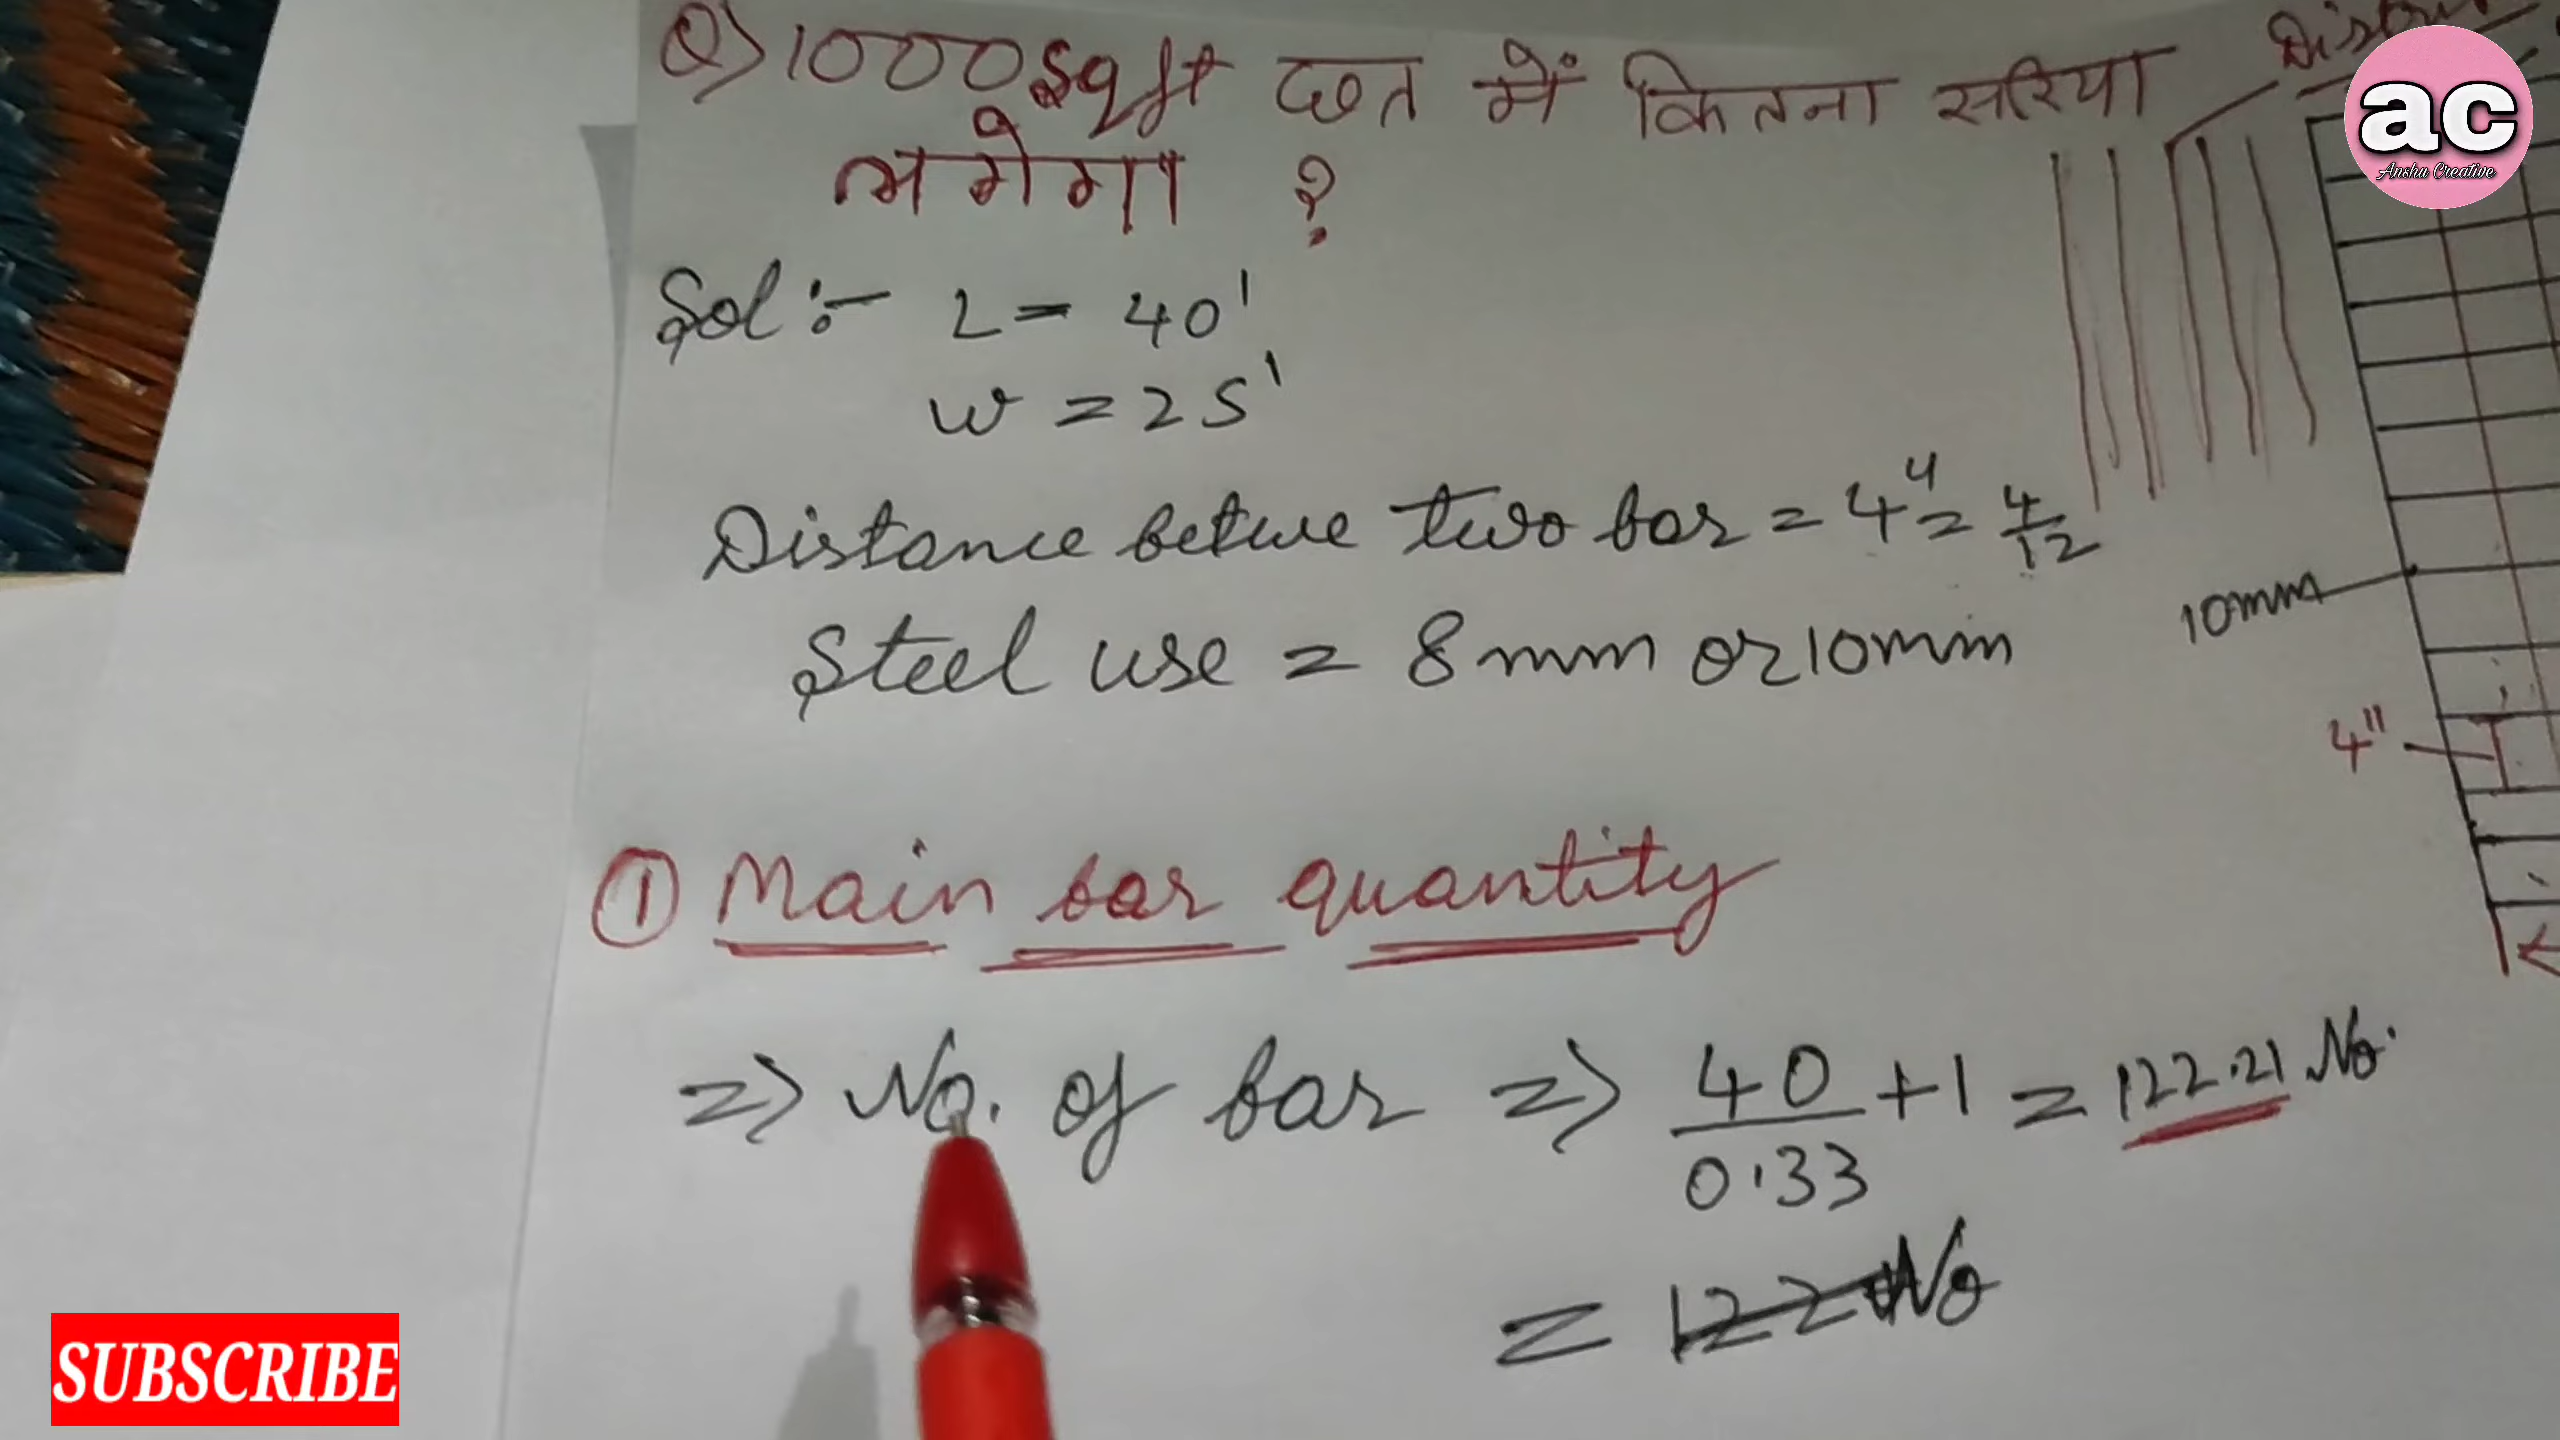 Q) 1000 Sqft छत में कितना सरिया
लगेगा ?
Sol :- L = 40'
w = 25'
Distance betwe two bar = 4" = 4/12
Steel use = 8mm or 10mm
① Main bar quantity
=> No. of bar => 40/0.33 + 1 = 122.21 No.
= 122 No
10mm
4"
ac
Anshu Creative
SUBSCRIBE